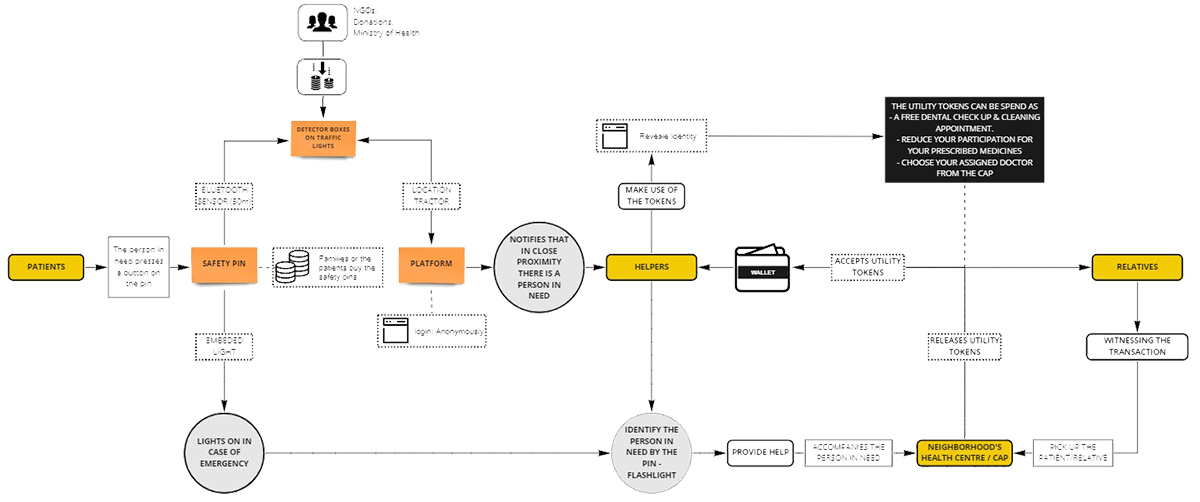 NGOs,
Donations,
Ministry of Health
DETECTOR BOXES
ON TRAFFIC
LIGHTS
THE UTILITY TOKENS CAN BE SPEND AS
- A FREE DENTAL CHECK UP & CLEANING
APPOINTMENT.
- REDUCE YOUR PARTICIPATION FOR
YOUR PRESCRIBED MEDICINES
- CHOOSE YOUR ASSIGNED DOCTOR
FROM THE CAP
Reveale Identity
BLUETOOTH
SENSOR (50m)
LOCATION
TRACTOR
MAKE USE OF
THE TOKENS
PATIENTS
The person in
need presses
a button on
the pin
SAFETY PIN
Families or the
patients buy the
safety pins
PLATFORM
NOTIFIES THAT
IN CLOSE
PROXIMITY
THERE IS A
PERSON IN
NEED
HELPERS
WALLET
ACCEPTS UTILITY
TOKENS
RELATIVES
login: Anonymously
EMBEDED
LIGHT
RELEASES UTILITY
TOKENS
WITNESSING THE
TRANSACTION
LIGHTS ON IN
CASE OF
EMERGENCY
IDENTIFY THE
PERSON IN
NEED BY THE
PIN -
FLASHLIGHT
PROVIDE HELP
ACCOMPANIES THE
PERSON IN NEED
NEIGHBORHOOD'S
HEALTH CENTRE / CAP
PICK UP THE
PATIENT/RELATIVE